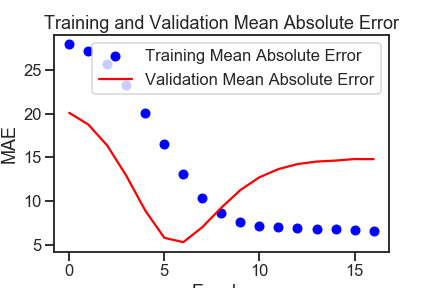 Training and Validation Mean Absolute Error
Training Mean Absolute Error
Validation Mean Absolute Error
MAE
25
20
15
10
5
0
5
10
15